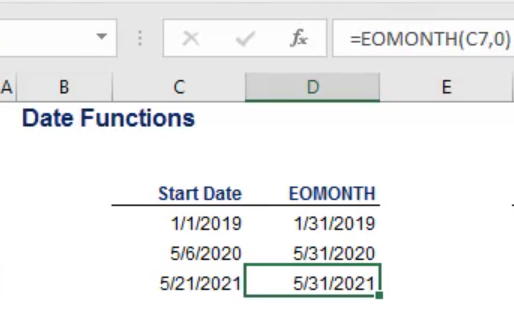 fx =EOMONTH(C7,0)
A B C D E
Date Functions
Start Date EOMONTH
1/1/2019 1/31/2019
5/6/2020 5/31/2020
5/21/2021 5/31/2021